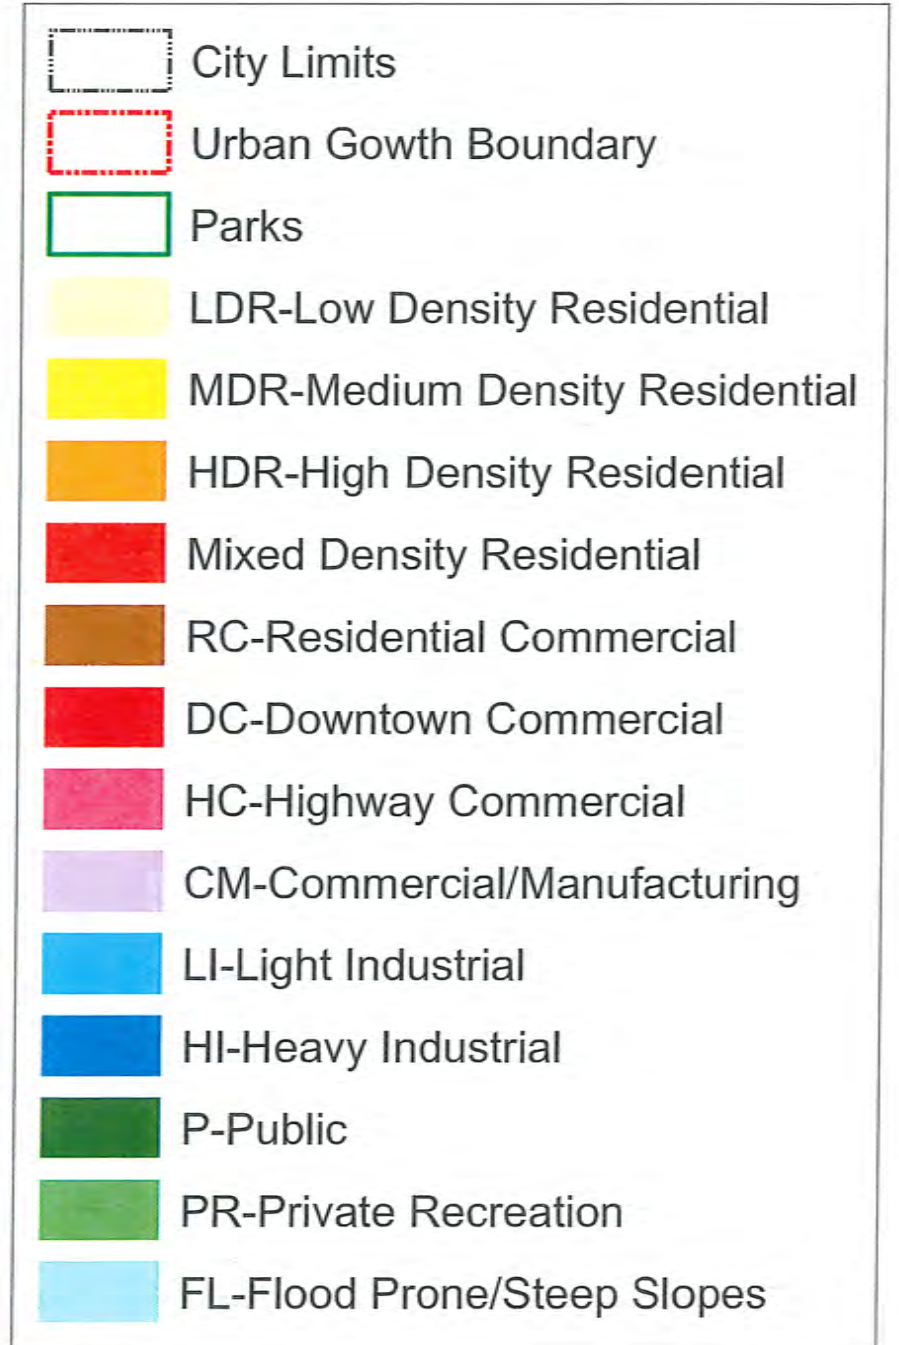 City Limits
Urban Gowth Boundary
Parks
LDR-Low Density Residential
MDR-Medium Density Residential
HDR-High Density Residential
Mixed Density Residential
RC-Residential Commercial
DC-Downtown Commercial
HC-Highway Commercial
CM-Commercial/Manufacturing
LI-Light Industrial
HI-Heavy Industrial
P-Public
PR-Private Recreation
FL-Flood Prone/Steep Slopes